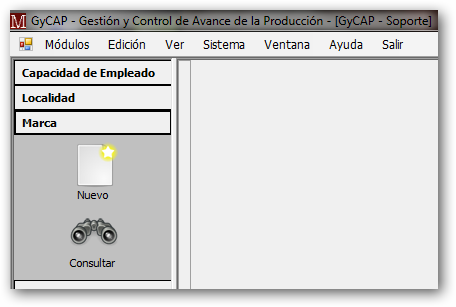 M GyCAP - Gestión y Control de Avance de la Producción - [GyCAP - Soporte]
Módulos Edición Ver Sistema Ventana Ayuda Salir
Capacidad de Empleado
Localidad
Marca
Nuevo
Consultar